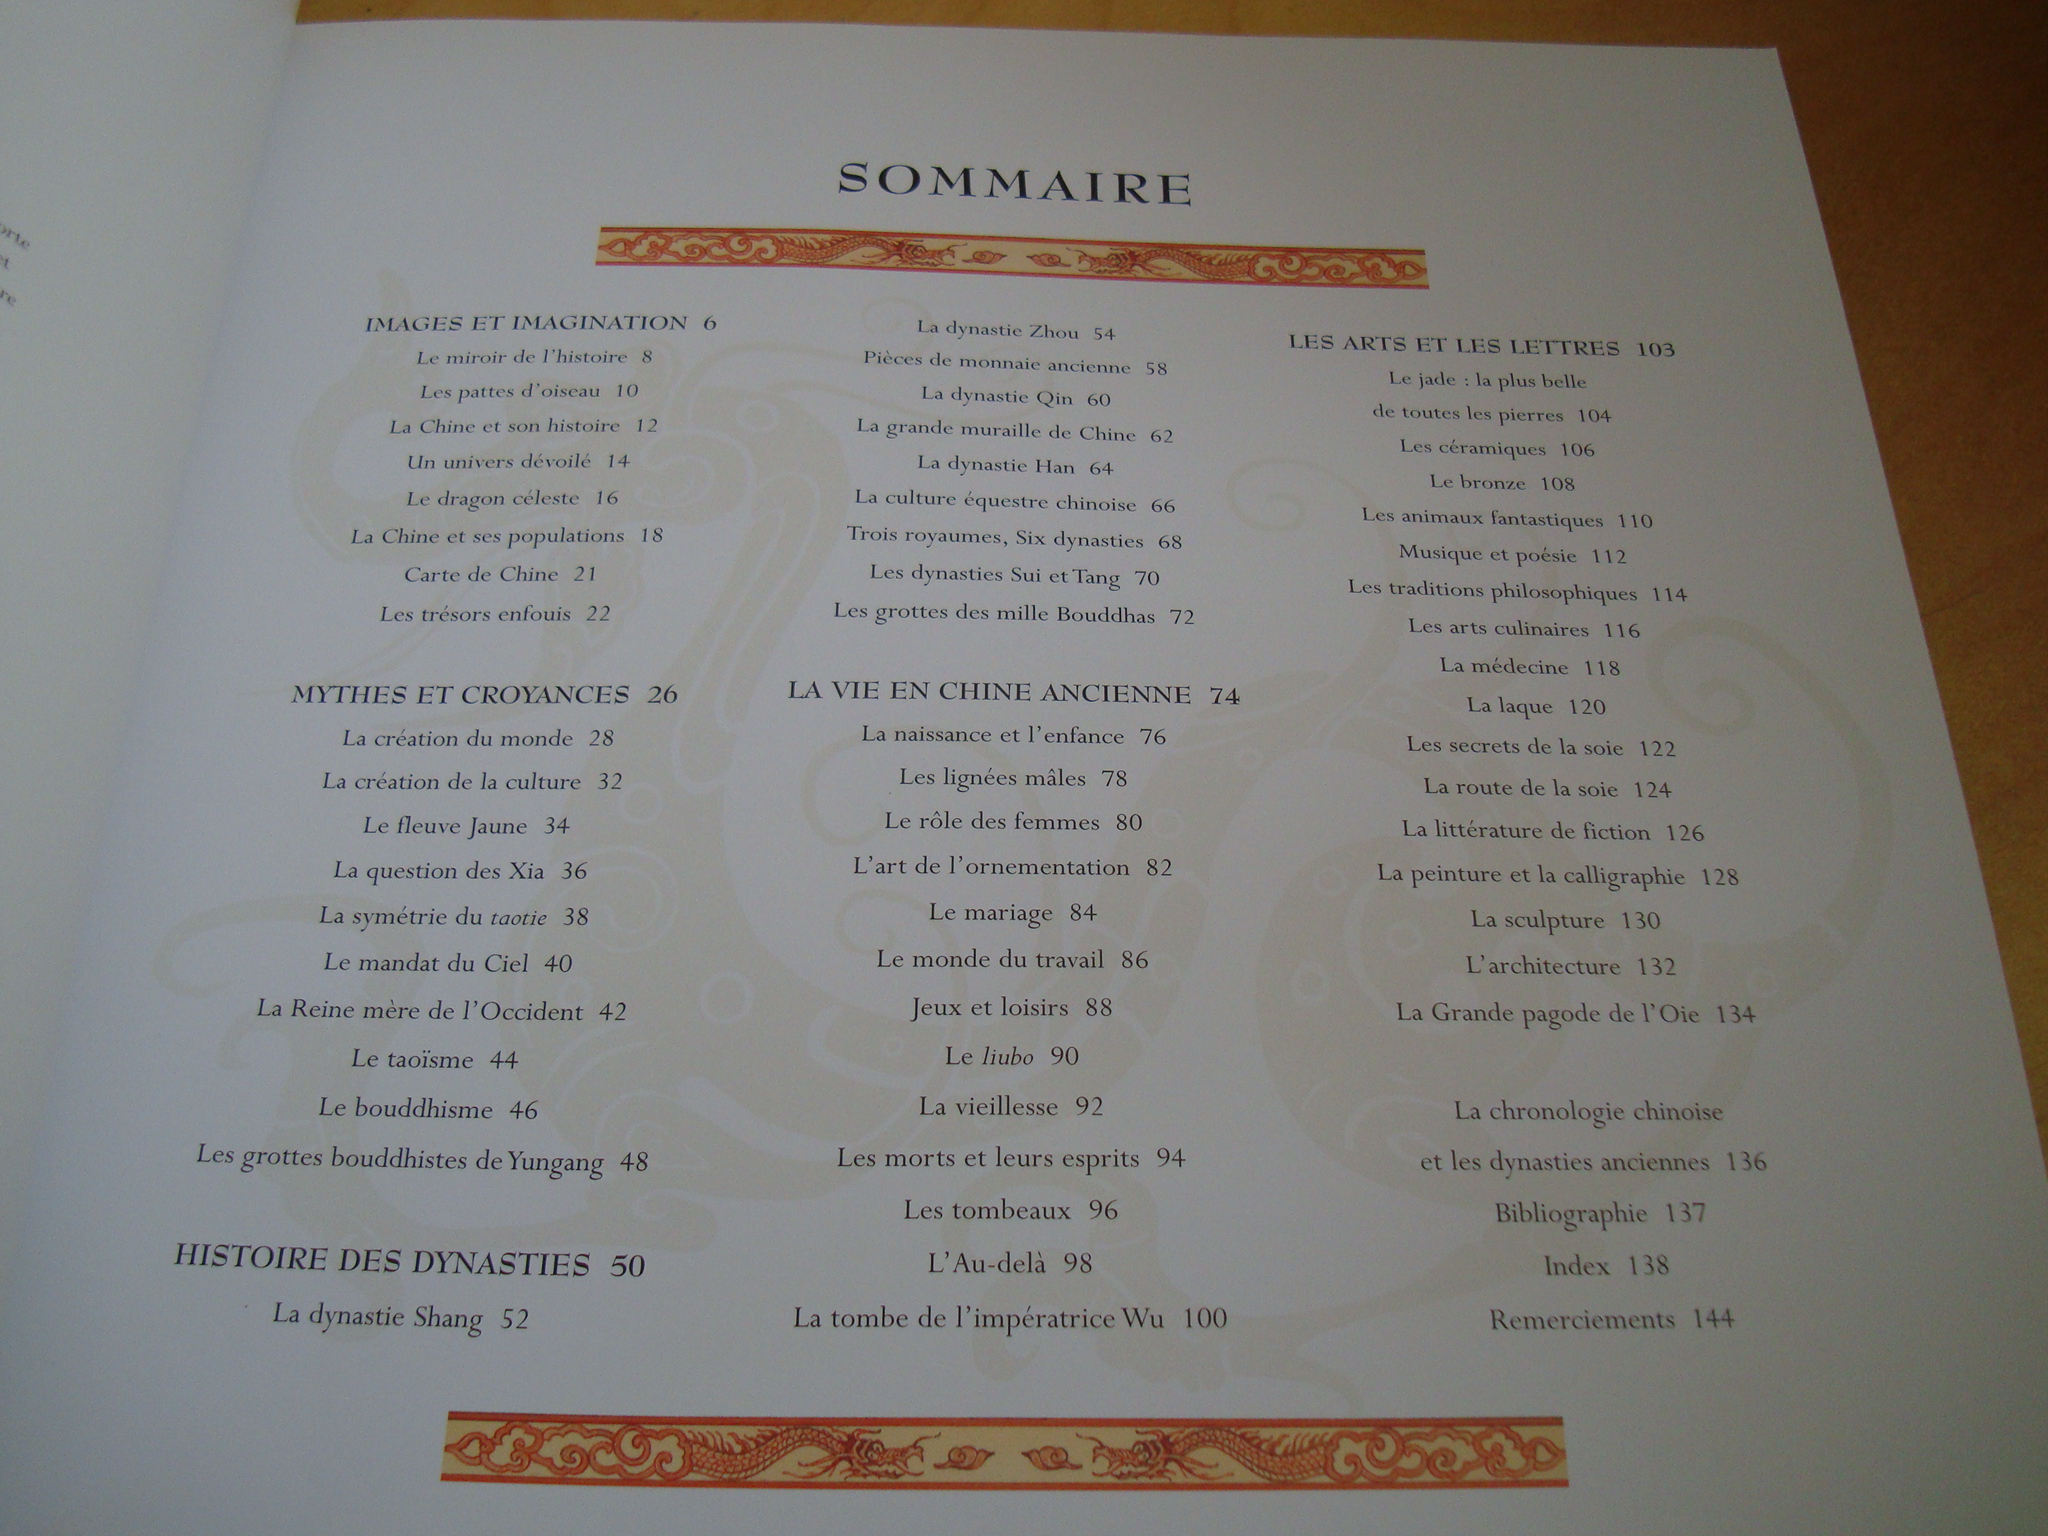 orte
et
re
SOMMAIRE
IMAGES ET IMAGINATION 6
Le miroir de l'histoire 8
Les pattes d'oiseau 10
La Chine et son histoire 12
Un univers dévoilé 14
Le dragon céleste 16
La Chine et ses populations 18
Carte de Chine 21
Les trésors enfouis 22
MYTHES ET CROYANCES 26
La création du monde 28
La création de la culture 32
Le fleuve Jaune 34
La question des Xia 36
La symétrie du taotie 38
Le mandat du Ciel 40
La Reine mère de l'Occident 42
Le taoïsme 44
Le bouddhisme 46
Les grottes bouddhistes de Yungang 48
HISTOIRE DES DYNASTIES 50
La dynastie Shang 52
La dynastie Zhou 54
Pièces de monnaie ancienne 58
La dynastie Qin 60
La grande muraille de Chine 62
La dynastie Han 64
La culture équestre chinoise 66
Trois royaumes, Six dynasties 68
Les dynasties Sui et Tang 70
Les grottes des mille Bouddhas 72
LA VIE EN CHINE ANCIENNE 74
La naissance et l'enfance 76
Les lignées mâles 78
Le rôle des femmes 80
L'art de l'ornementation 82
Le mariage 84
Le monde du travail 86
Jeux et loisirs 88
Le liubo 90
La vieillesse 92
Les morts et leurs esprits 94
Les tombeaux 96
L'Au-delà 98
La tombe de l'impératrice Wu 100
LES ARTS ET LES LETTRES 103
Le jade : la plus belle
de toutes les pierres 104
Les céramiques 106
Le bronze 108
Les animaux fantastiques 110
Musique et poésie 112
Les traditions philosophiques 114
Les arts culinaires 116
La médecine 118
La laque 120
Les secrets de la soie 122
La route de la soie 124
La littérature de fiction 126
La peinture et la calligraphie 128
La sculpture 130
L'architecture 132
La Grande pagode de l'Oie 134
La chronologie chinoise
et les dynasties anciennes 136
Bibliographie 137
Index 138
Remerciements 144